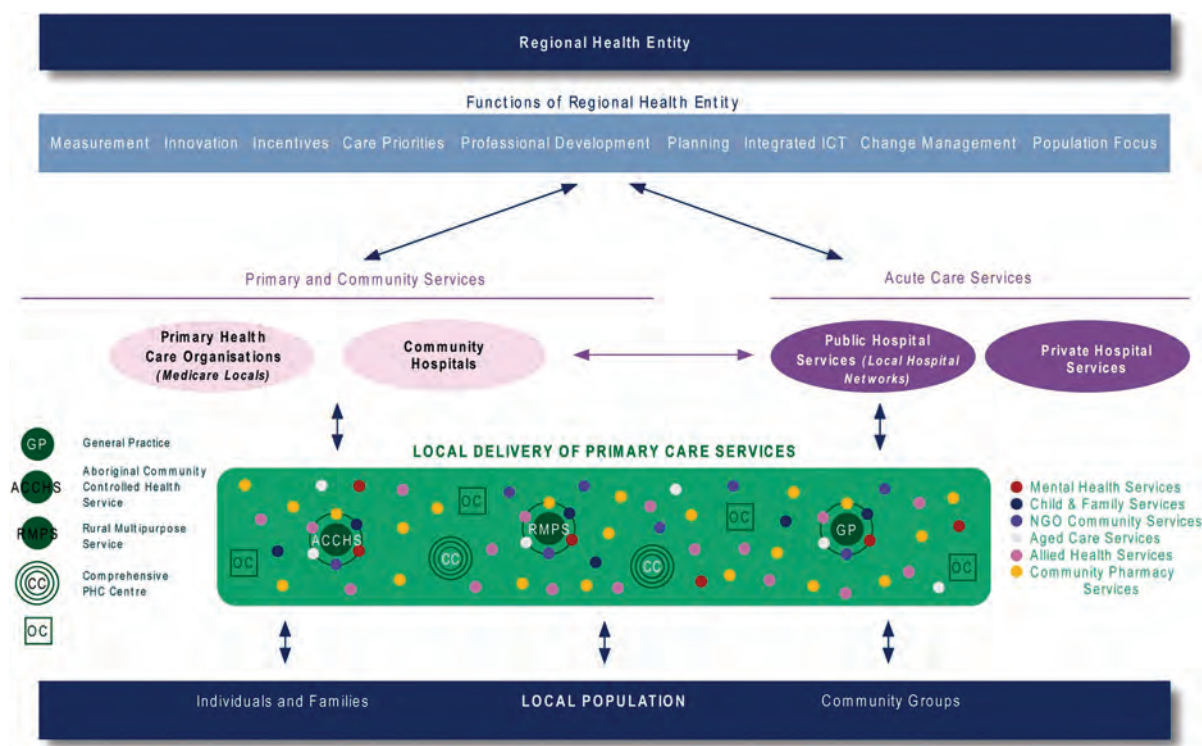 Regional Health Entity
Functions of Regional Health Entity
Measurement Innovation Incentives Care Priorities Professional Development Planning Integrated ICT Change Management Population Focus
Primary and Community Services
Acute Care Services
Primary Health
Care Organisations
(Medicare Locals)
Community
Hospitals
Public Hospital
Services (Local Hospital
Networks)
Private Hospital
Services
GP
General Practice
ACCHS
Aboriginal Community
Controlled Health
Service
RMPS
Rural Multipurpose
Service
CC
Comprehensive
PHC Centre
OC
LOCAL DELIVERY OF PRIMARY CARE SERVICES
OC
ACCHS
CC
OC
RMPS
CC
OC
GP
OC
Mental Health Services
Child & Family Services
NGO Community Services
Aged Care Services
Allied Health Services
Community Pharmacy
Services
Individuals and Families
LOCAL POPULATION
Community Groups